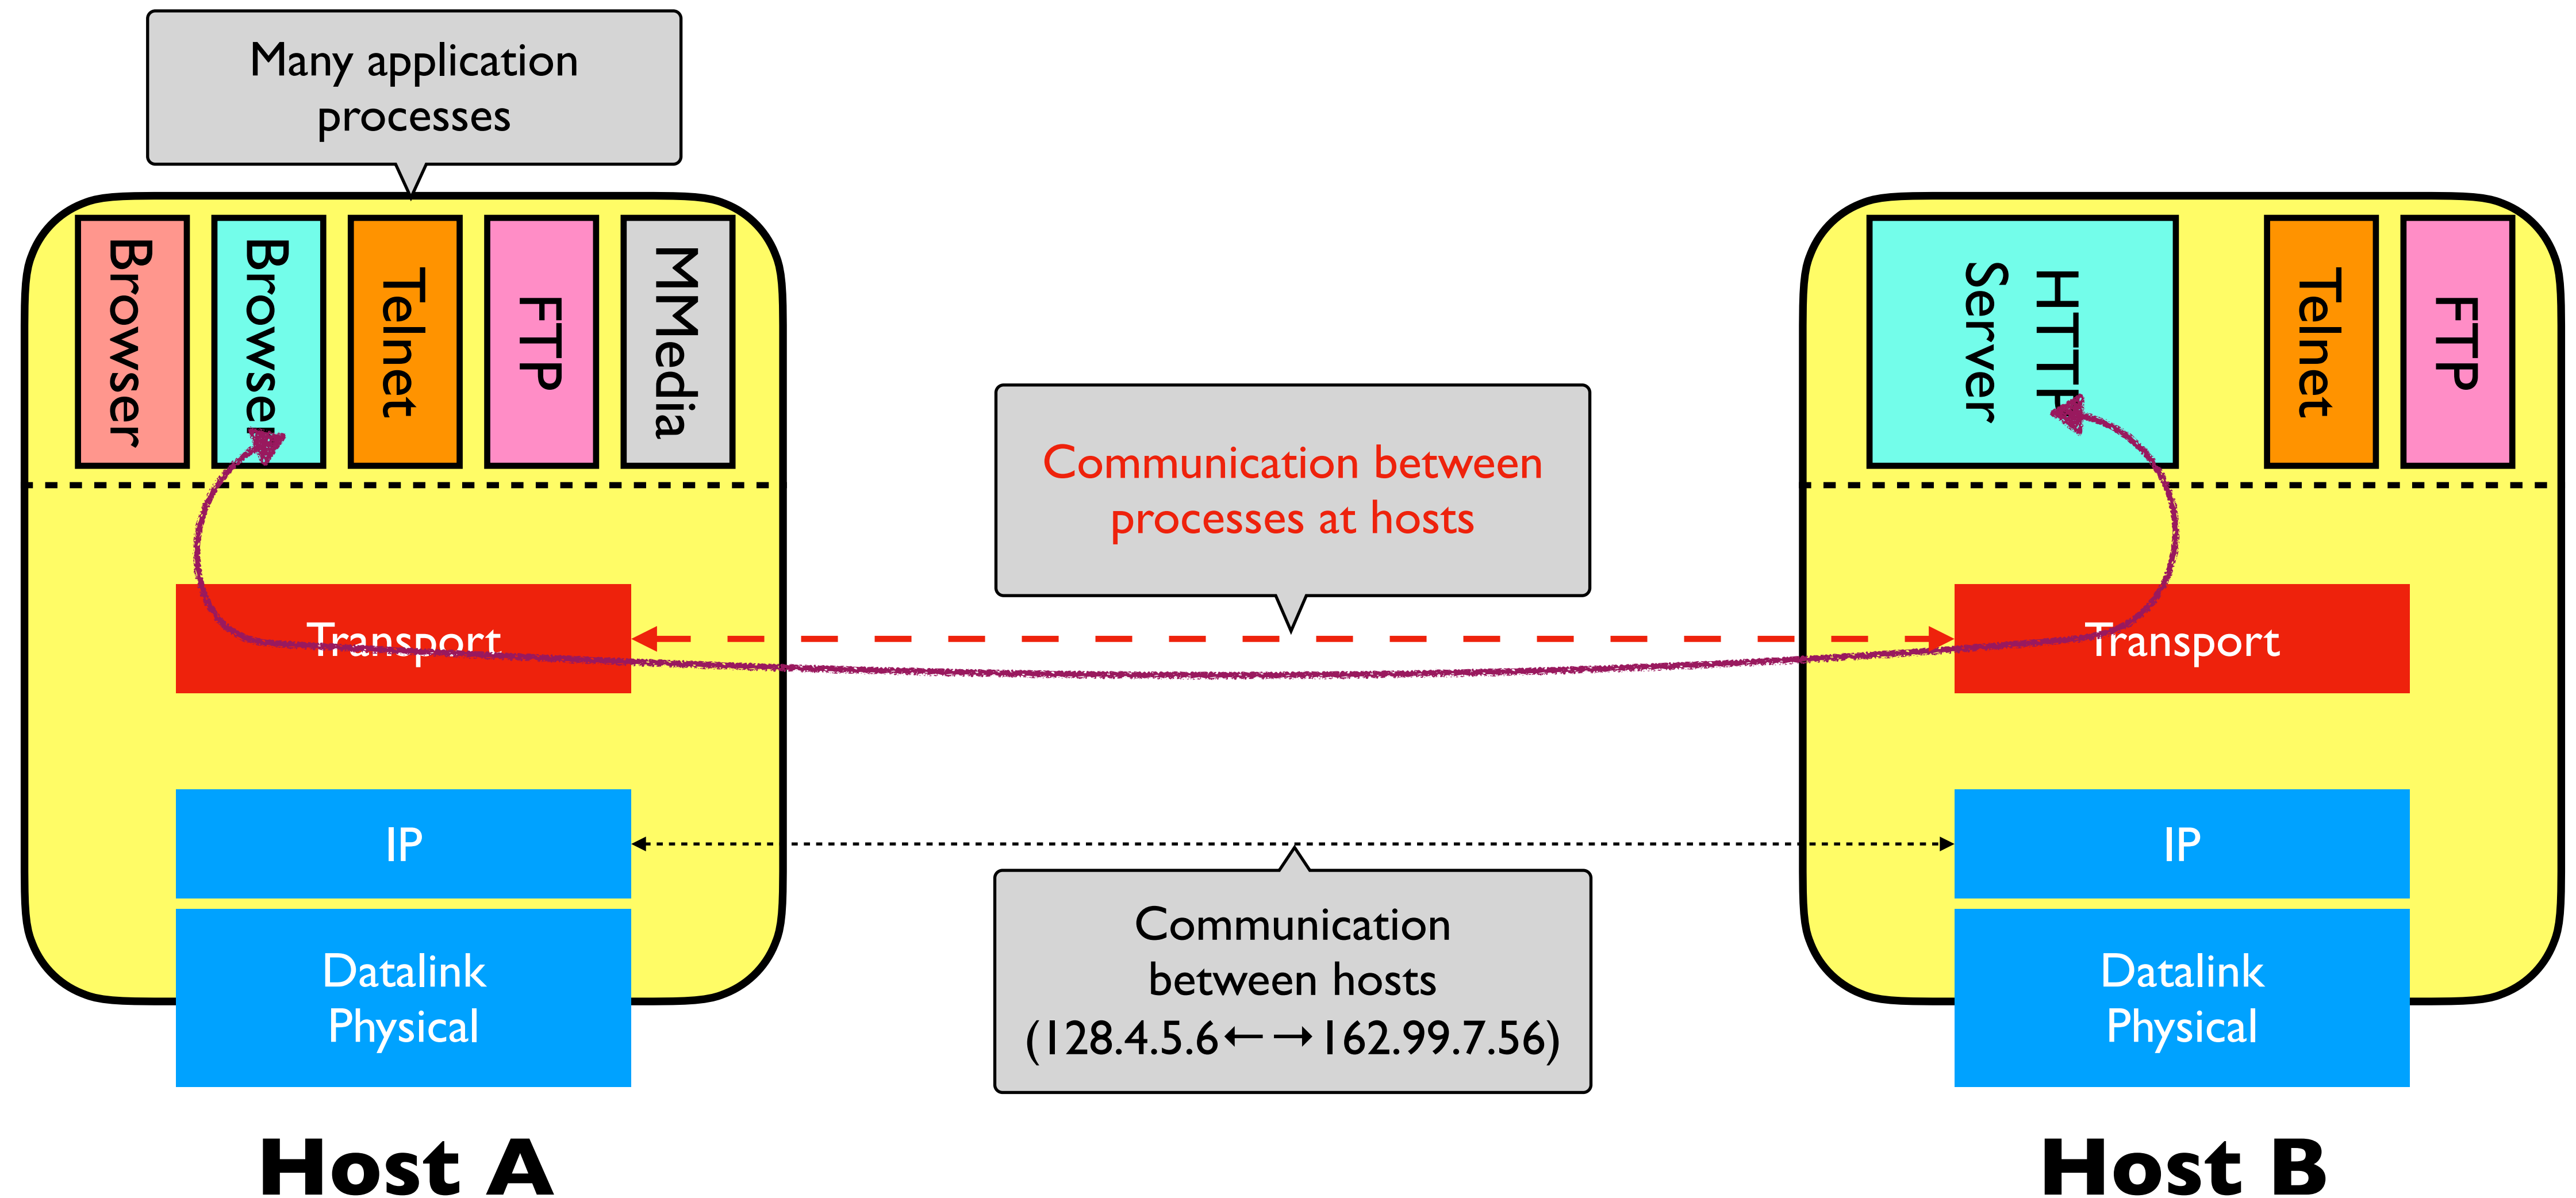 Many application
processes
Browser
Browser
Telnet
FTP
MMedia
HTTP
Server
Telnet
FTP
Communication between
processes at hosts
Transport
Transport
IP
IP
Communication
between hosts
(128.4.5.6←→162.99.7.56)
Datalink
Physical
Datalink
Physical
Host A
Host B